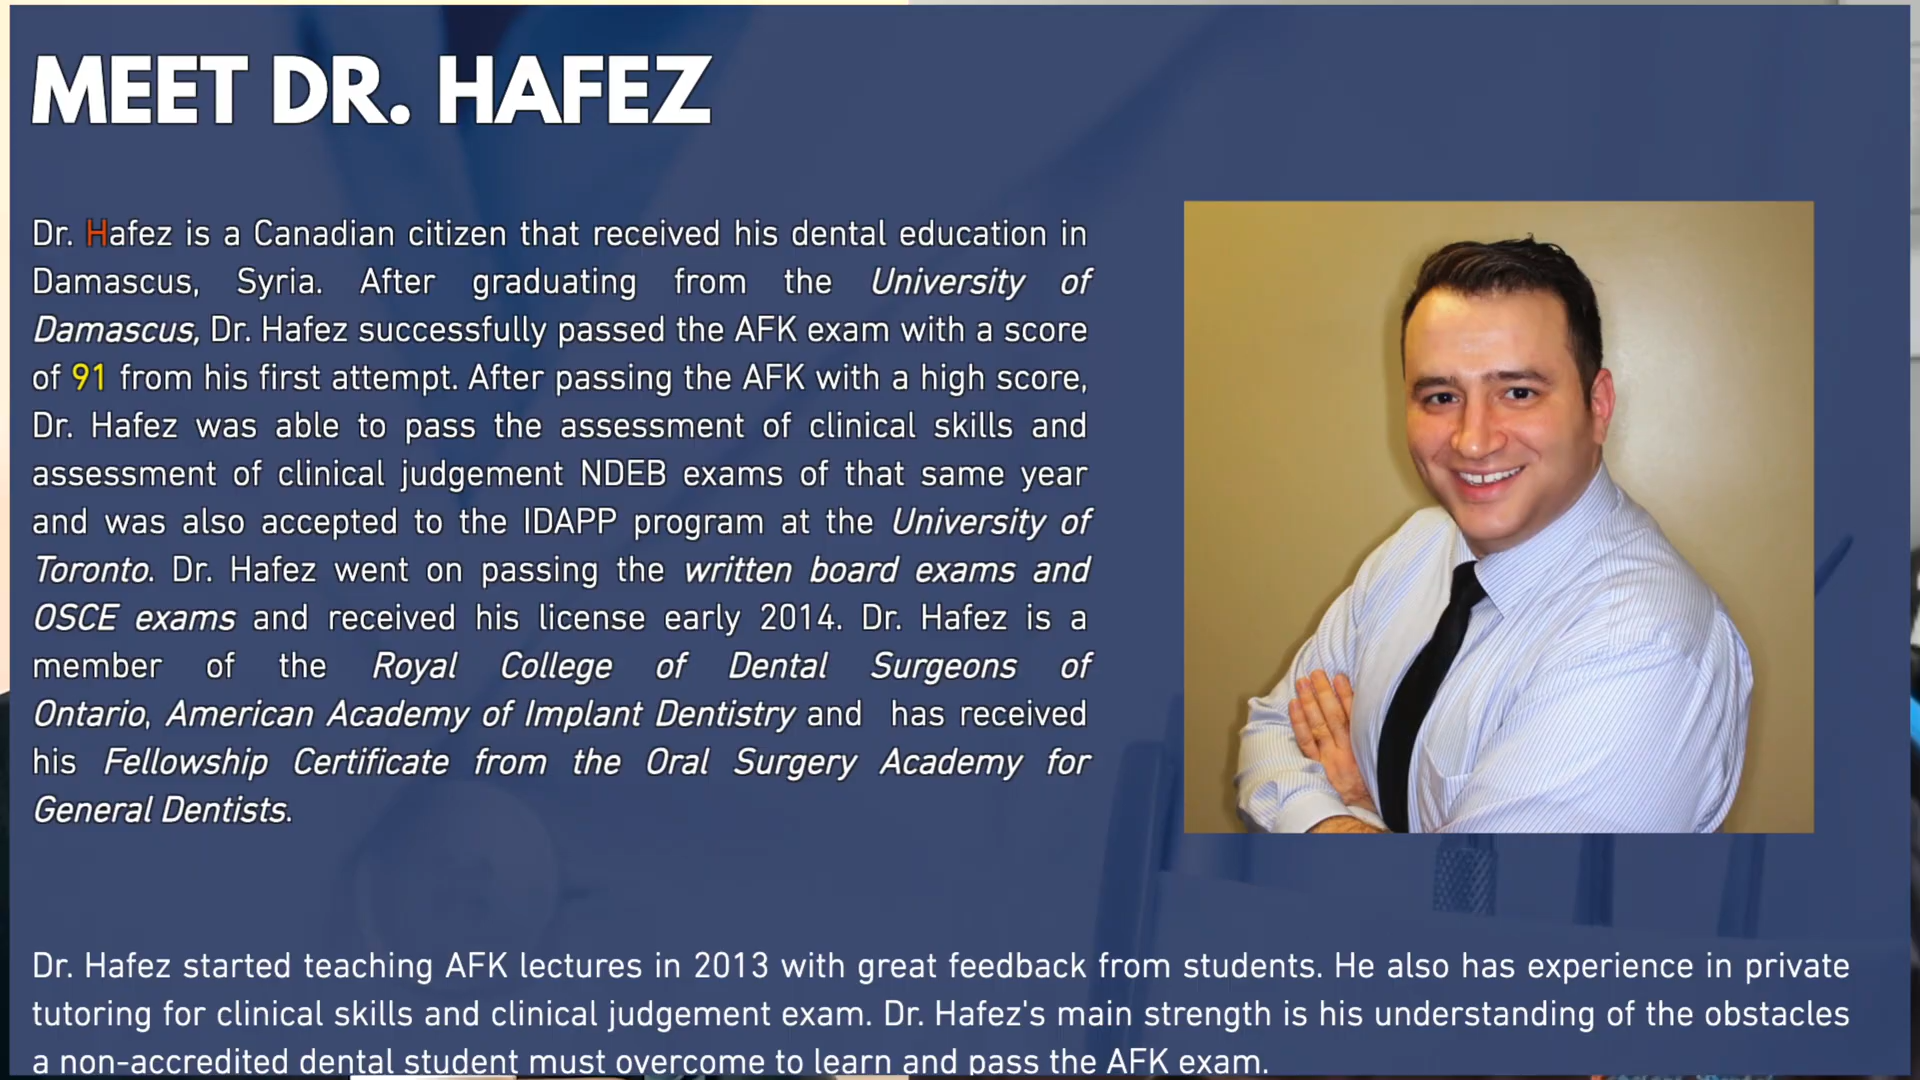 MEET DR. HAFEZ
Dr. Hafez is a Canadian citizen that received his dental education in
Damascus, Syria. After graduating from the University of
Damascus, Dr. Hafez successfully passed the AFK exam with a score
of 91 from his first attempt. After passing the AFK with a high score,
Dr. Hafez was able to pass the assessment of clinical skills and
assessment of clinical judgement NDEB exams of that same year
and was also accepted to the IDAPP program at the University of
Toronto. Dr. Hafez went on passing the written board exams and
OSCE exams and received his license early 2014. Dr. Hafez is a
member of the Royal College of Dental Surgeons of
Ontario, American Academy of Implant Dentistry and has received
his Fellowship Certificate from the Oral Surgery Academy for
General Dentists.
Dr. Hafez started teaching AFK lectures in 2013 with great feedback from students. He also has experience in private
tutoring for clinical skills and clinical judgement exam. Dr. Hafez's main strength is his understanding of the obstacles
a non-accredited dental student must overcome to learn and pass the AFK exam.